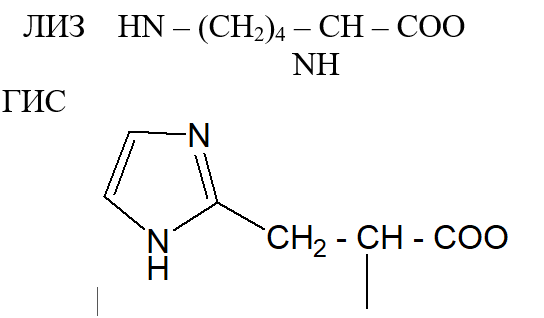 ЛИЗ HN – (CH₂)₄ – CH – COO
NH
ГИС
N
N
H
CH₂ - CH - COO